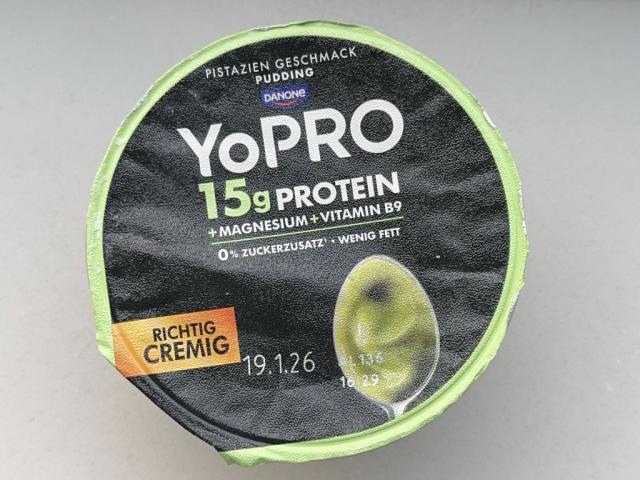 PISTAZIEN GESCHMACK
PUDDING
DANONE
YoPRO
15g PROTEIN
+MAGNESIUM+VITAMIN B9
0% ZUCKERZUSATZ¹ • WENIG FETT
RICHTIG
CREMIG
19.1.26
136
29